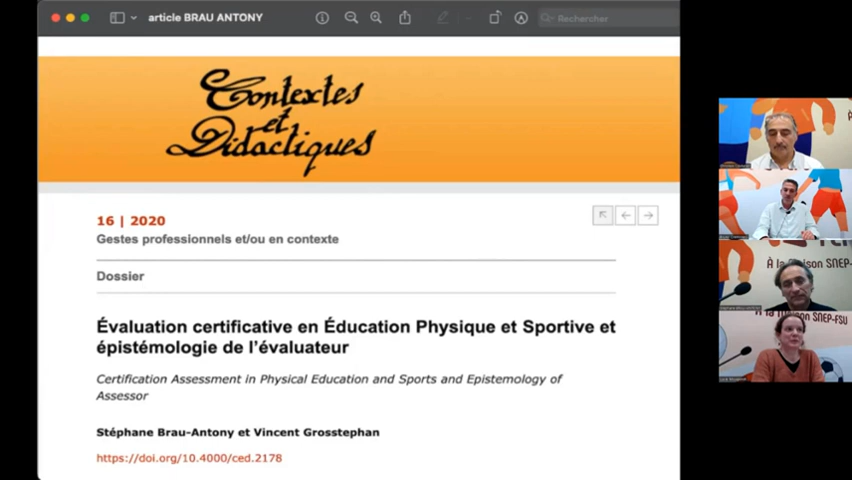 article BRAU ANTONY
Rechercher
Contextes
et
Didactiques
16 | 2020
Gestes professionnels et/ou en contexte
Dossier
Évaluation certificative en Éducation Physique et Sportive et
épistémologie de l'évaluateur
Certification Assessment in Physical Education and Sports and Epistemology of
Assessor
Stéphane Brau-Antony et Vincent Grosstephan
https://doi.org/10.4000/ced.2178
À la maison SNEP-FSU